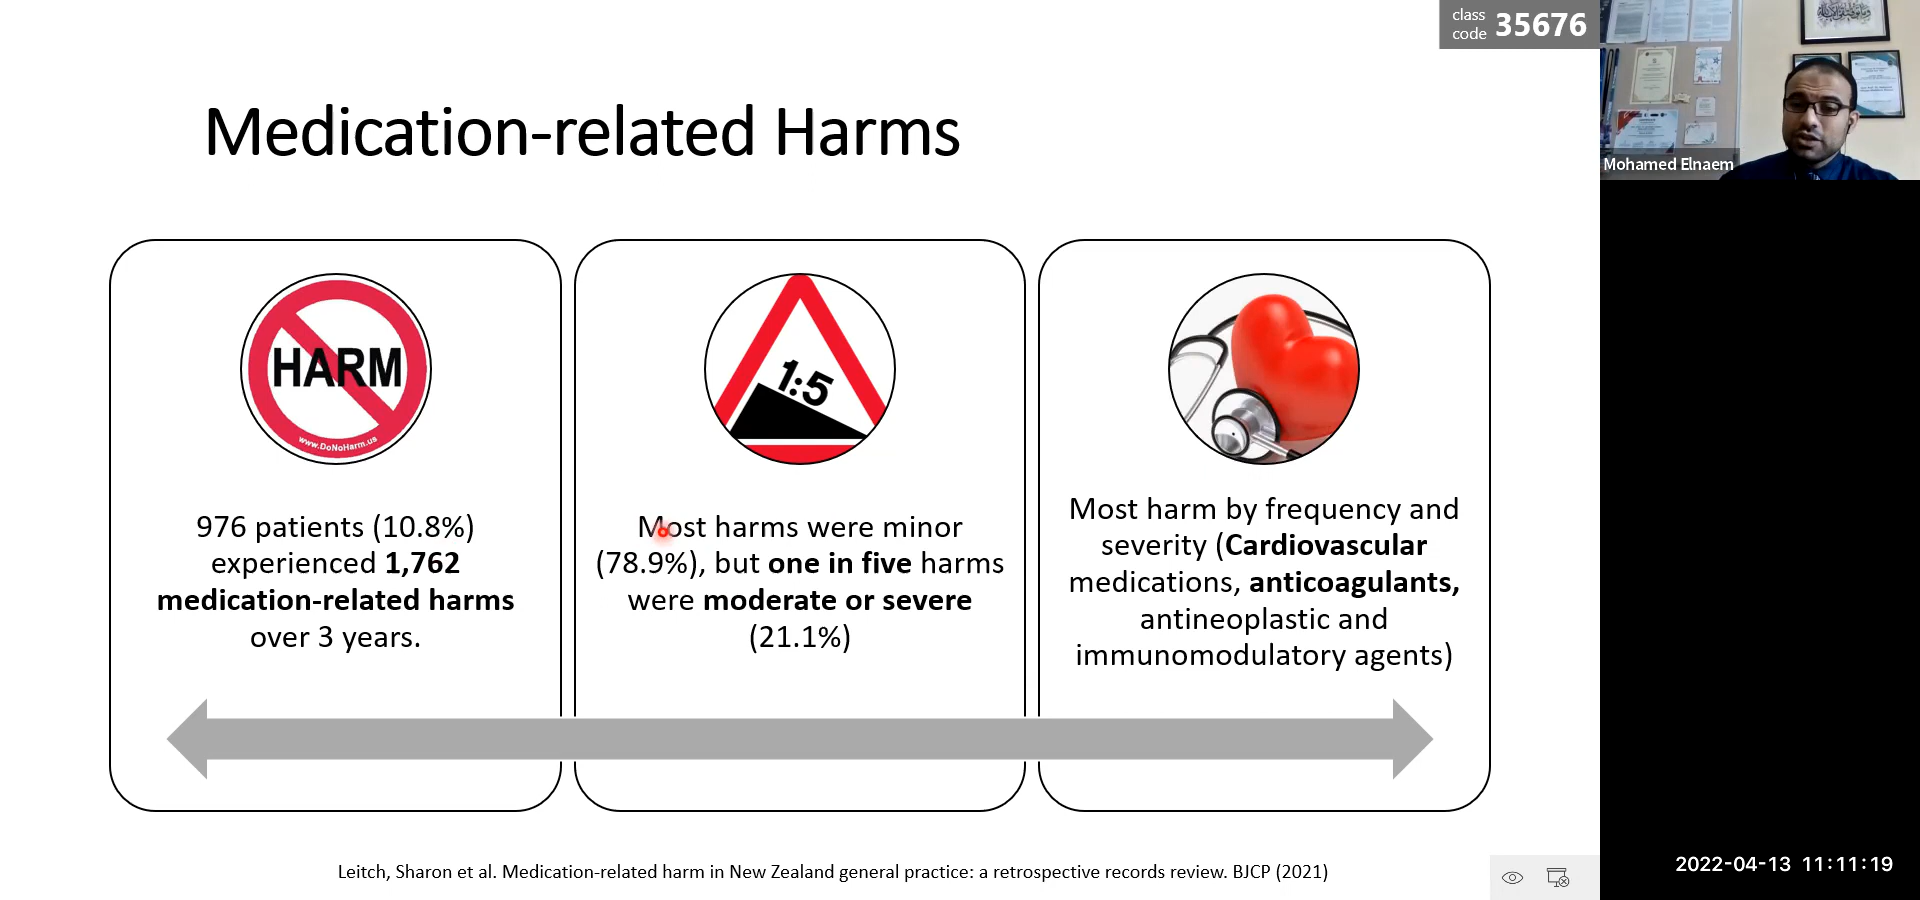 class
code 35676
Medication-related Harms
HARM
www.DoNoHarm.us
976 patients (10.8%)
experienced 1,762
medication-related harms
over 3 years.
1:5
Most harms were minor
(78.9%), but one in five harms
were moderate or severe
(21.1%)
Most harm by frequency and
severity (Cardiovascular
medications, anticoagulants,
antineoplastic and
immunomodulatory agents)
Leitch, Sharon et al. Medication-related harm in New Zealand general practice: a retrospective records review. BJCP (2021)
Mohamed Elnaem
2022-04-13 11:11:19